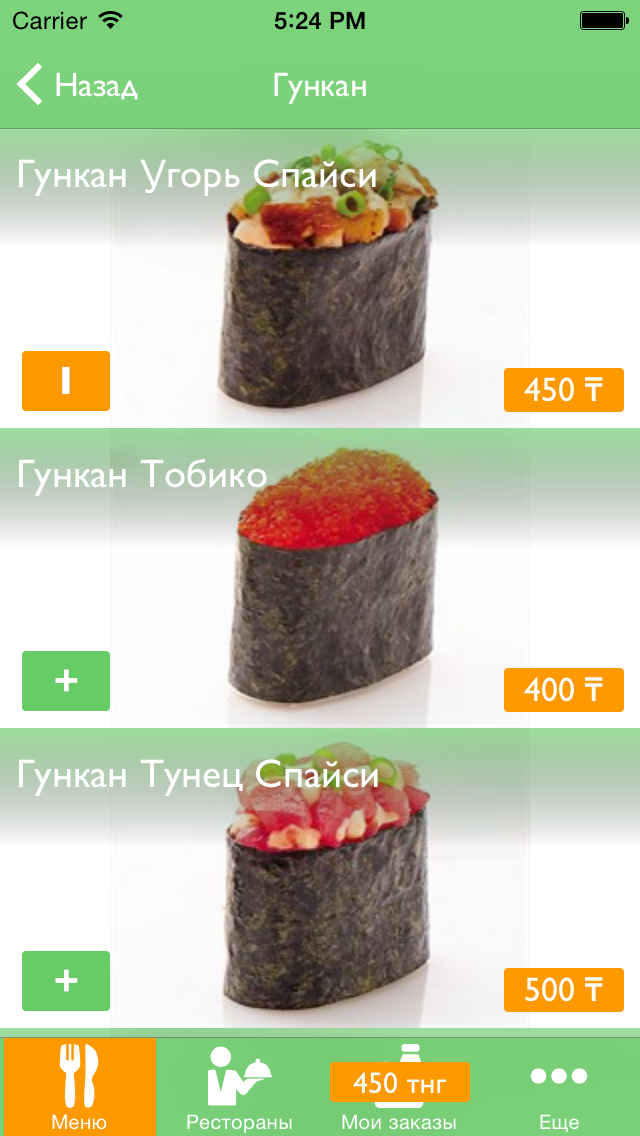 Carrier 5:24 PM
Назад Гункан
Гункан Угорь Спайси
I 450 ₸
Гункан Тобико
+ 400 ₸
Гункан Тунец Спайси
+ 500 ₸
450 тнг
Меню Рестораны Мои заказы Еще